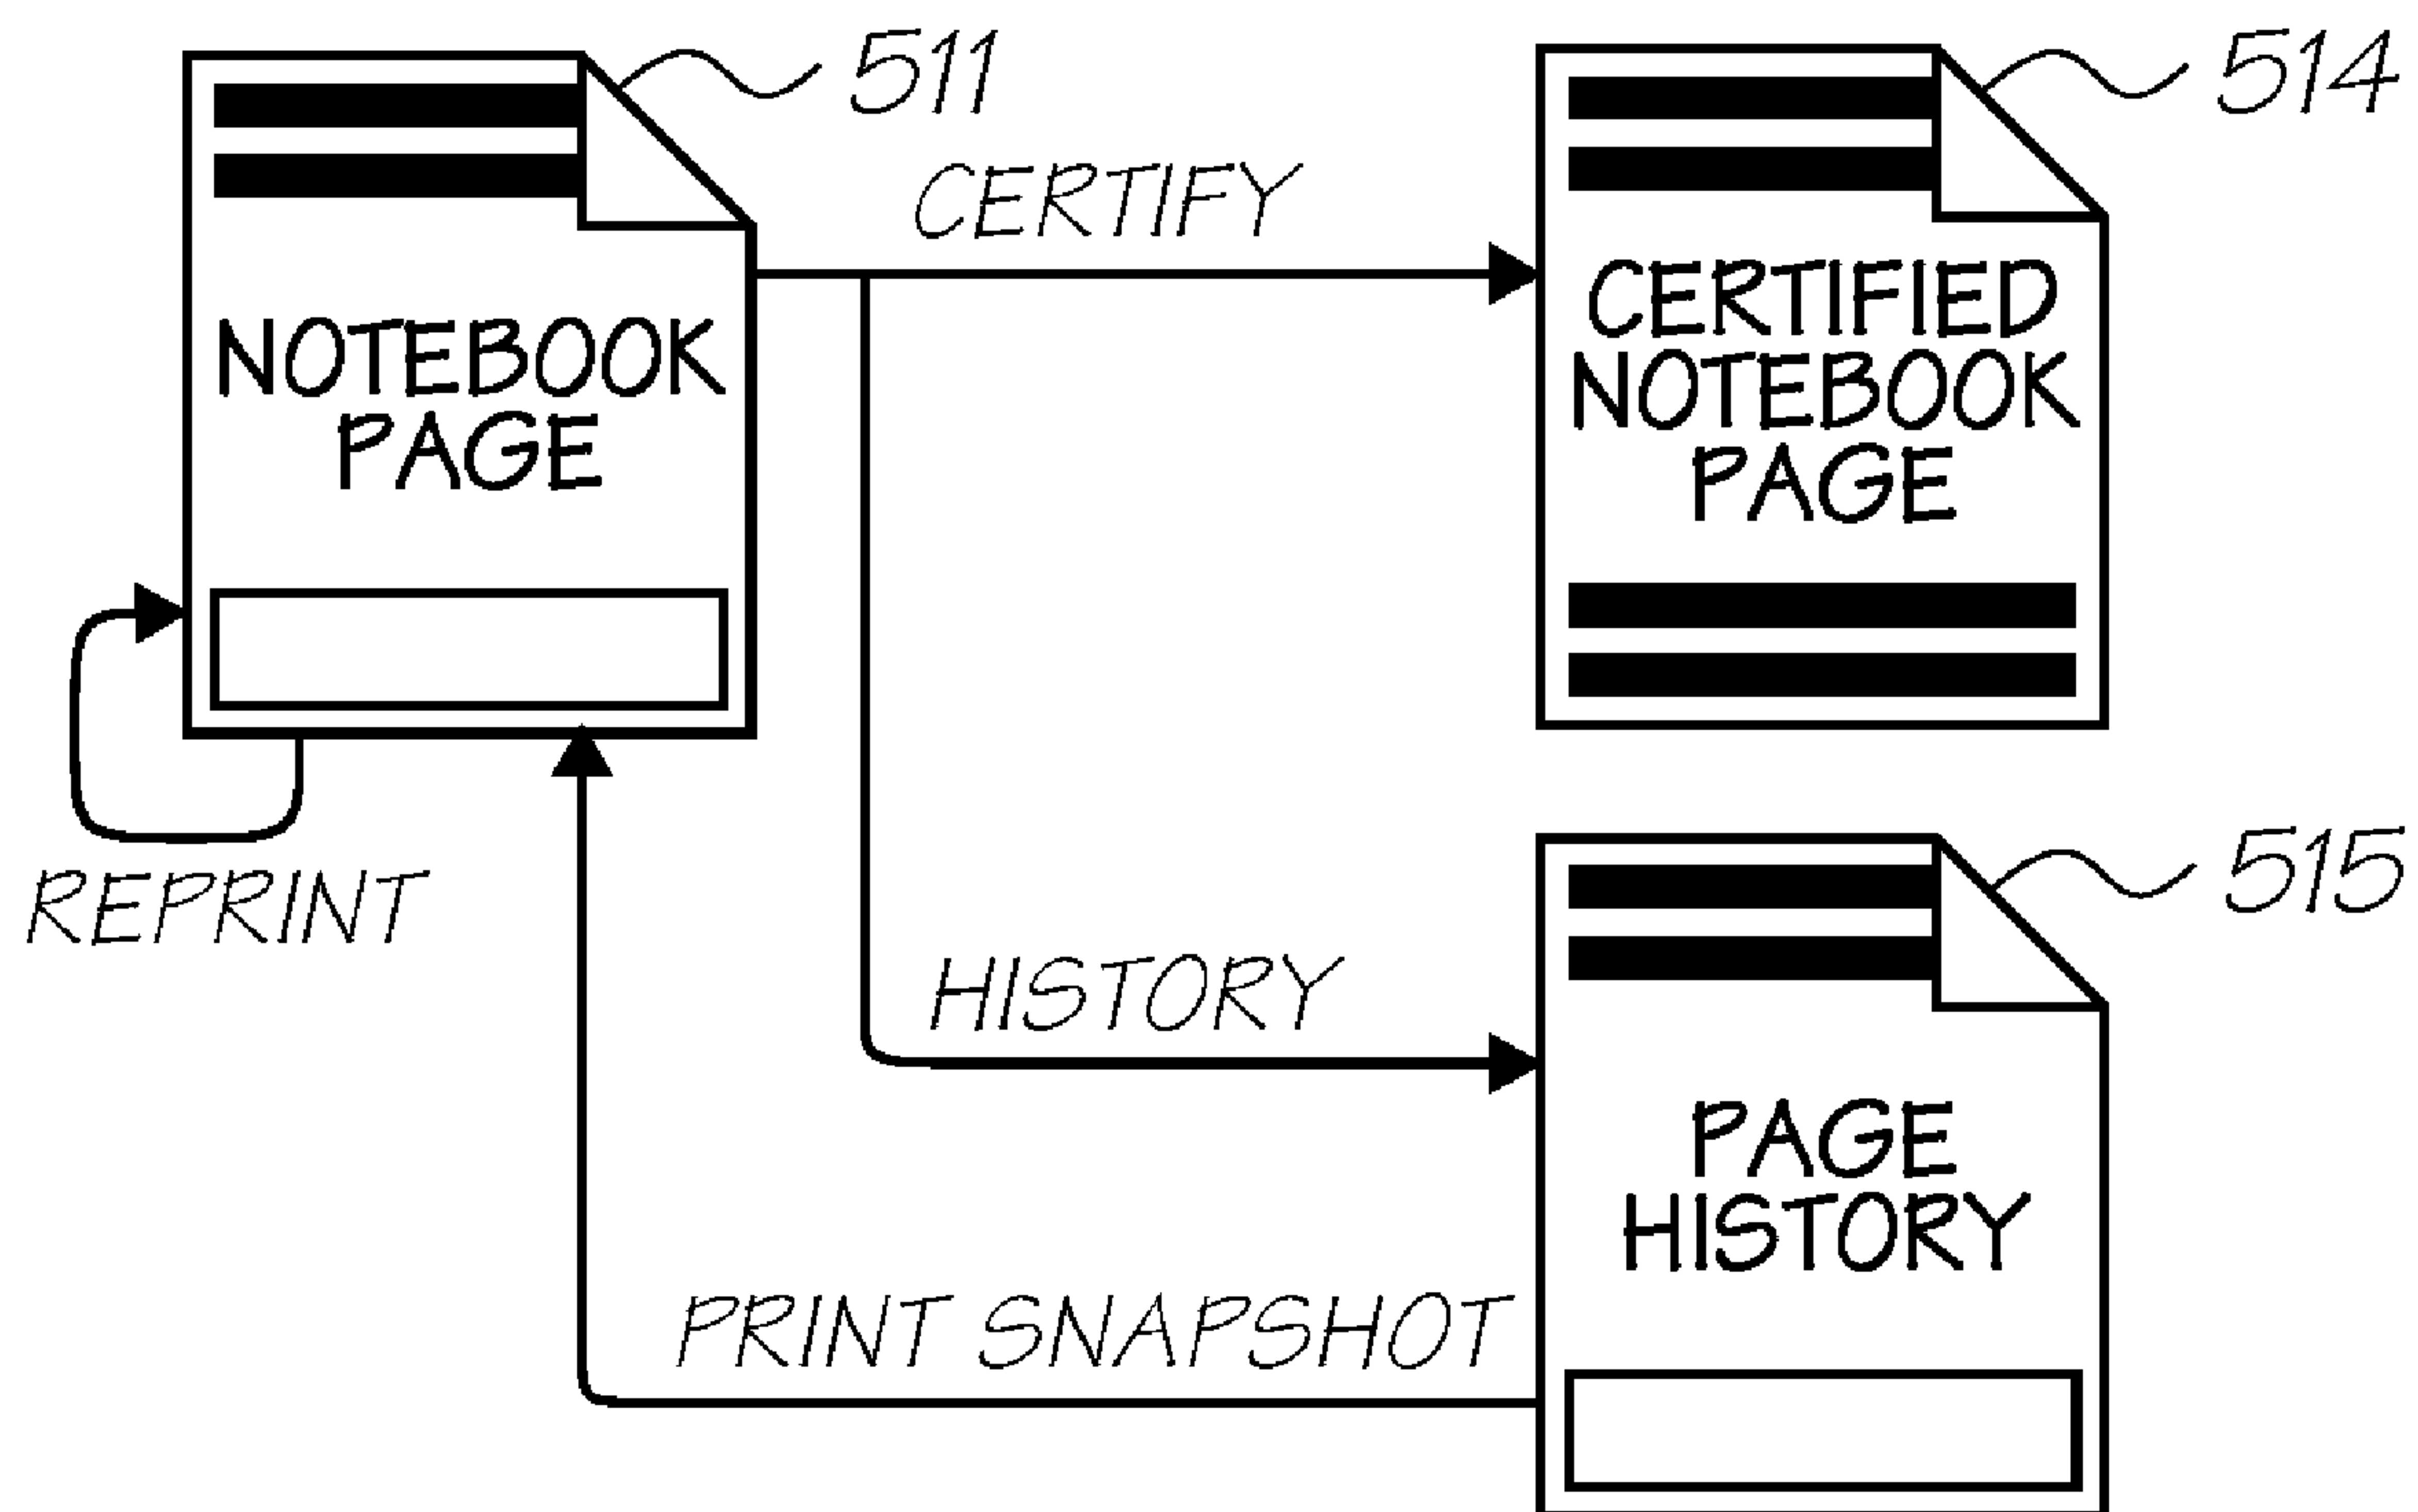 511
514
CERTIFY
NOTEBOOK
PAGE
CERTIFIED
NOTEBOOK
PAGE
REPRINT
515
HISTORY
PAGE
HISTORY
PRINT SNAPSHOT